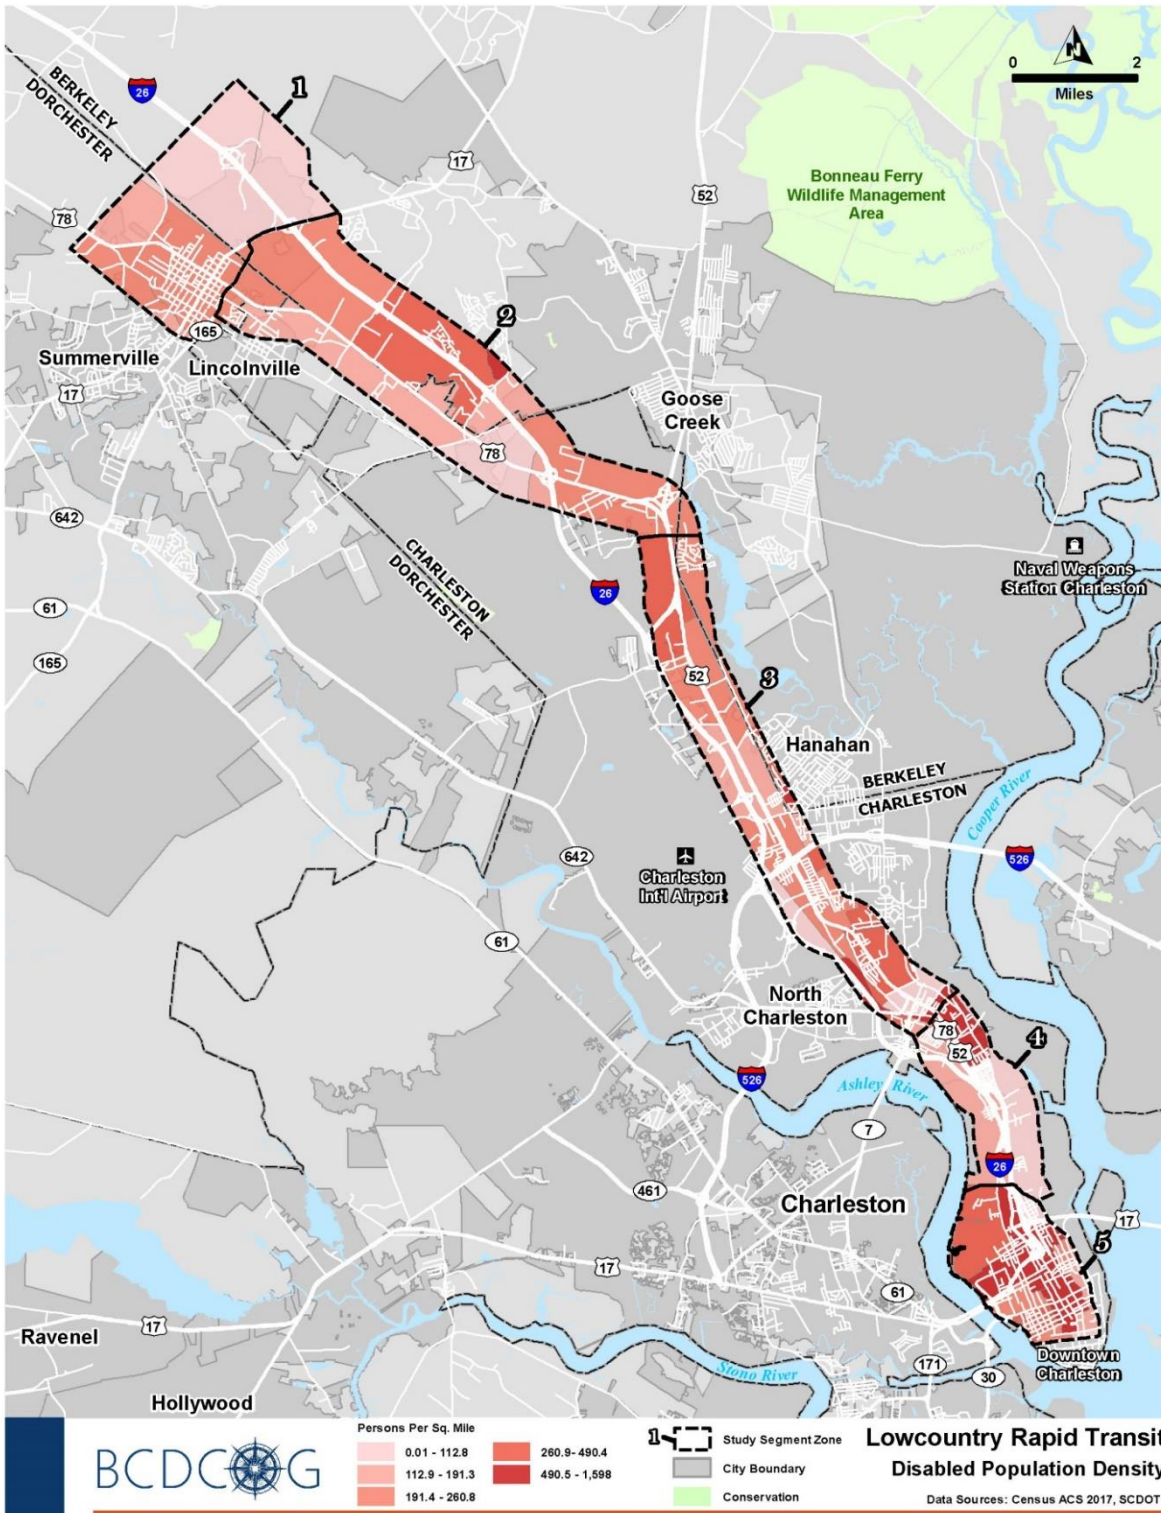 0 2
Miles
N
1
26
BERKELEY
DORCHESTER
17
52
Bonneau Ferry
Wildlife Management
Area
78
2
165
Summerville
Lincolnville
17
Goose
Creek
78
642
CHARLESTON
DORCHESTER
26
Naval Weapons
Station Charleston
61
165
52
3
Hanahan
BERKELEY
CHARLESTON
Cooper River
642
Charleston
Int'l Airport
526
61
North
Charleston
78
52
4
526
Ashley River
7
26
461
Charleston
17
5
17
61
Ravenel
17
Downtown
Charleston
Stono River
171
30
Hollywood
BCDCOG
Persons Per Sq. Mile
0.01 - 112.8
112.9 - 191.3
191.4 - 260.8
260.9- 490.4
490.5 - 1,598
1
Study Segment Zone
City Boundary
Conservation
Lowcountry Rapid Transit
Disabled Population Density
Data Sources: Census ACS 2017, SCDOT